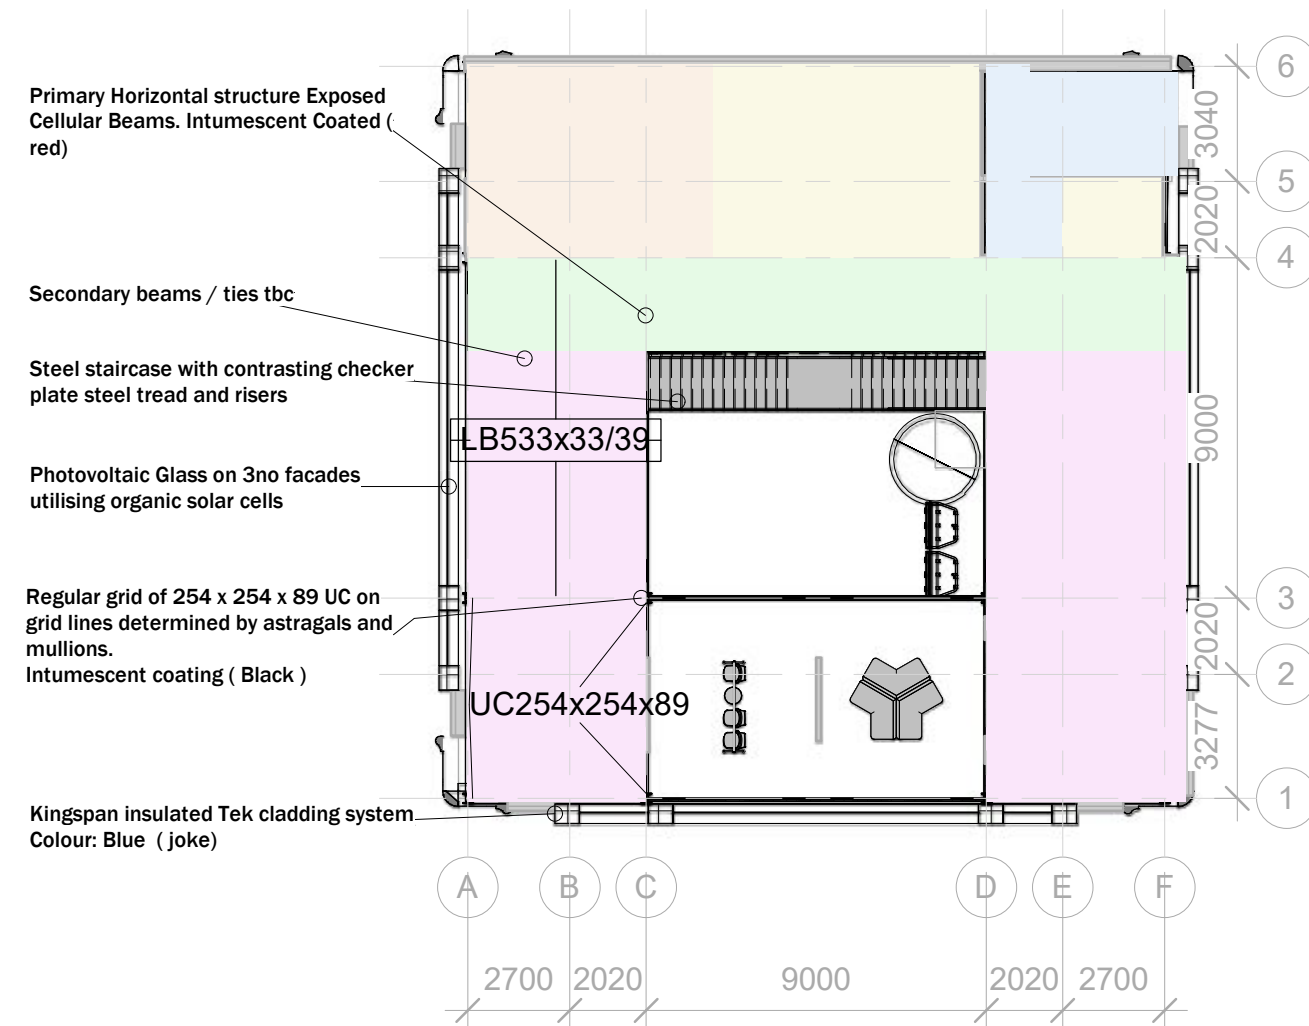 Primary Horizontal structure Exposed
Cellular Beams. Intumescent Coated (
red)
Secondary beams / ties tbc
Steel staircase with contrasting checker
plate steel tread and risers
LB533x33/39
Photovoltaic Glass on 3no facades
utilising organic solar cells
Regular grid of 254 x 254 x 89 UC on
grid lines determined by astragals and
mullions.
Intumescent coating ( Black )
UC254x254x89
Kingspan insulated Tek cladding system
Colour: Blue ( joke)
6
3040
5
2020
4
9000
3
2020
2
3277
1
A B C D E F
2700 2020 9000 2020 2700